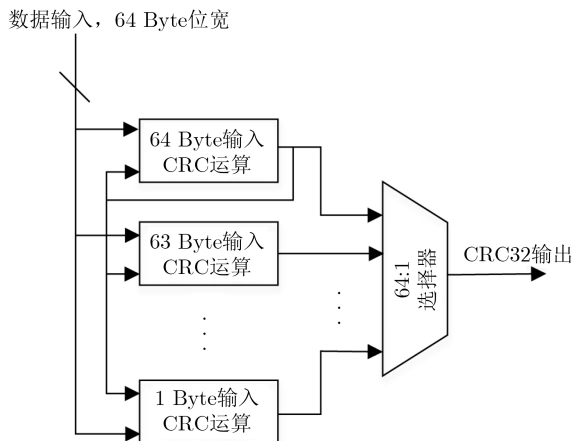 数据输入，64 Byte位宽
64 Byte输入
CRC运算
63 Byte输入
CRC运算
64:1
选择器
CRC32输出
1 Byte输入
CRC运算